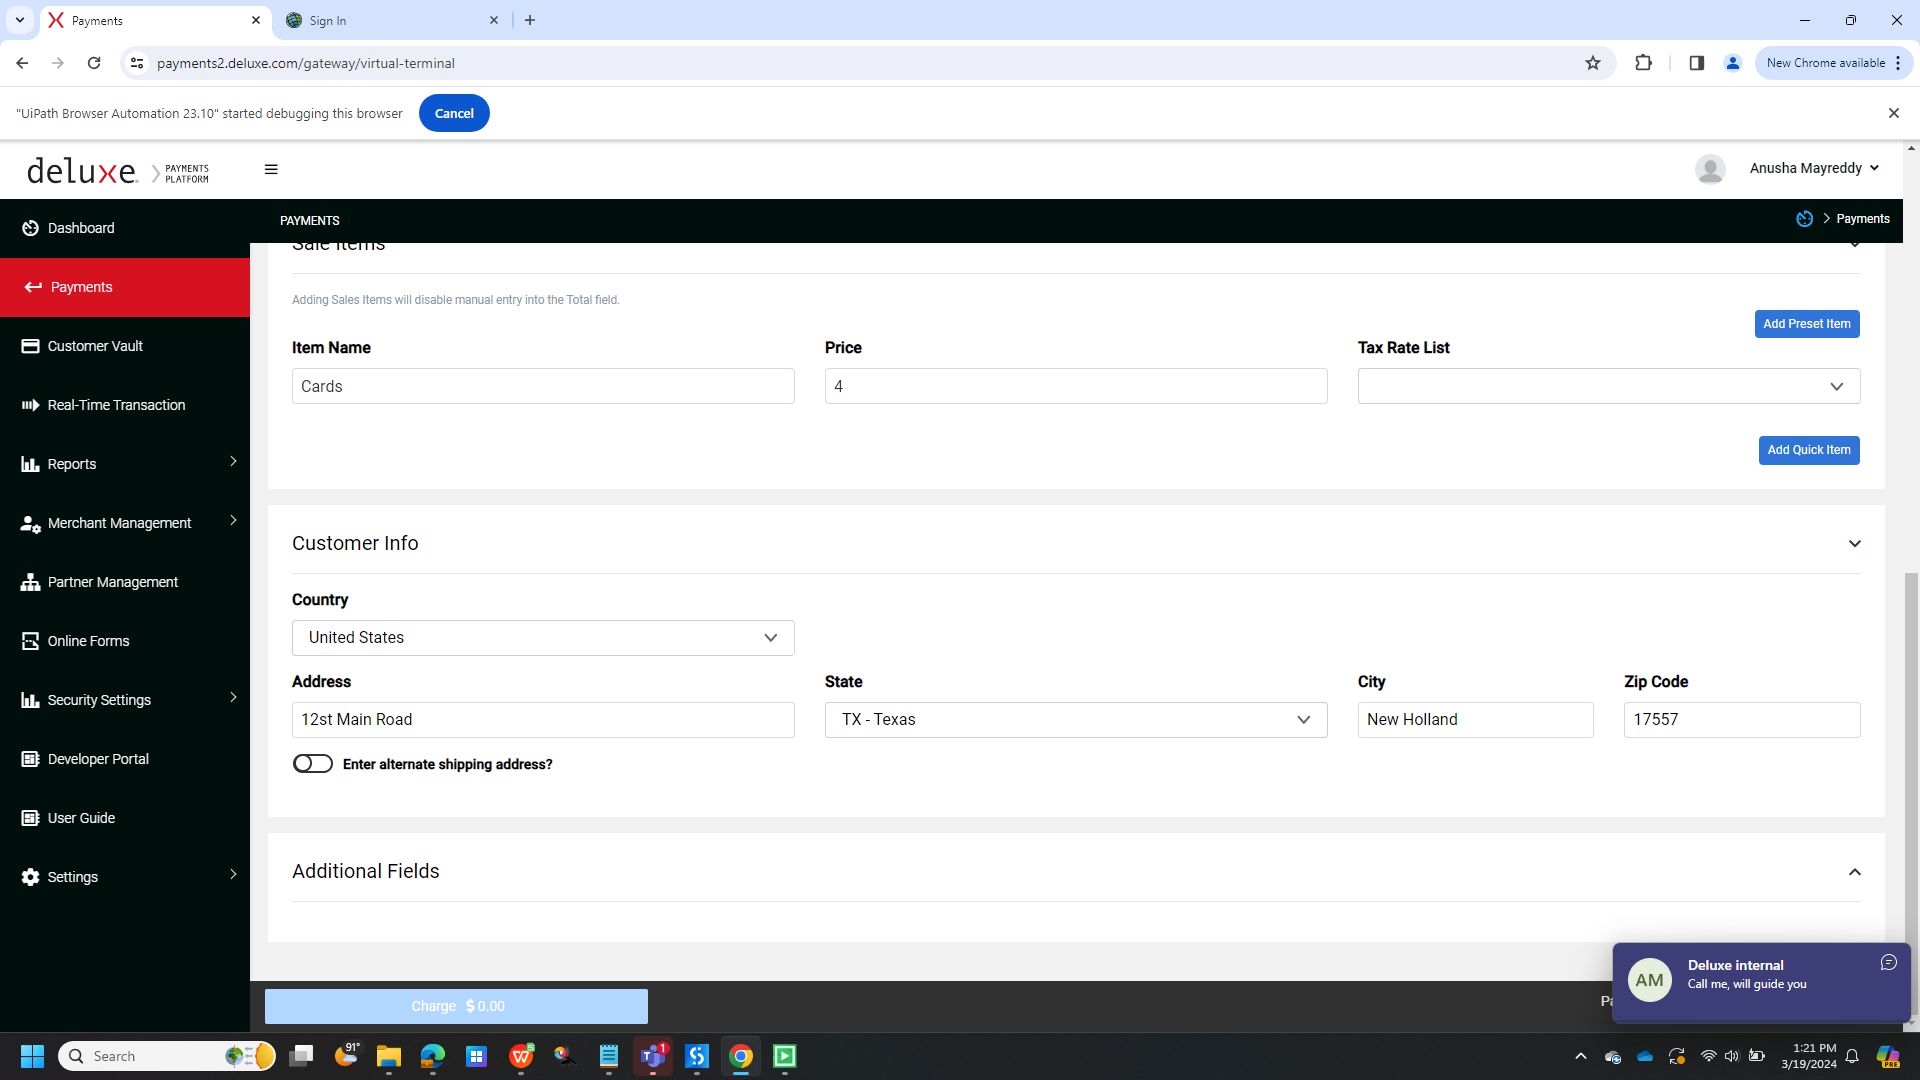 Payments
Sign In
payments2.deluxe.com/gateway/virtual-terminal
New Chrome available
"UiPath Browser Automation 23.10" started debugging this browser
Cancel
deluxe.
PAYMENTS
PLATFORM
Anusha Mayreddy
PAYMENTS
Payments
Dashboard
Payments
Customer Vault
Real-Time Transaction
Reports
Merchant Management
Partner Management
Online Forms
Security Settings
Developer Portal
User Guide
Settings
Sale Items
Adding Sales Items will disable manual entry into the Total field.
Add Preset Item
Item Name
Price
Tax Rate List
Cards
4
Add Quick Item
Customer Info
Country
United States
Address
State
City
Zip Code
12st Main Road
TX - Texas
New Holland
17557
Enter alternate shipping address?
Additional Fields
Charge $ 0.00
Pa
AM
Deluxe internal
Call me, will guide you
Search
91°
1
1:21 PM
3/19/2024
PRE